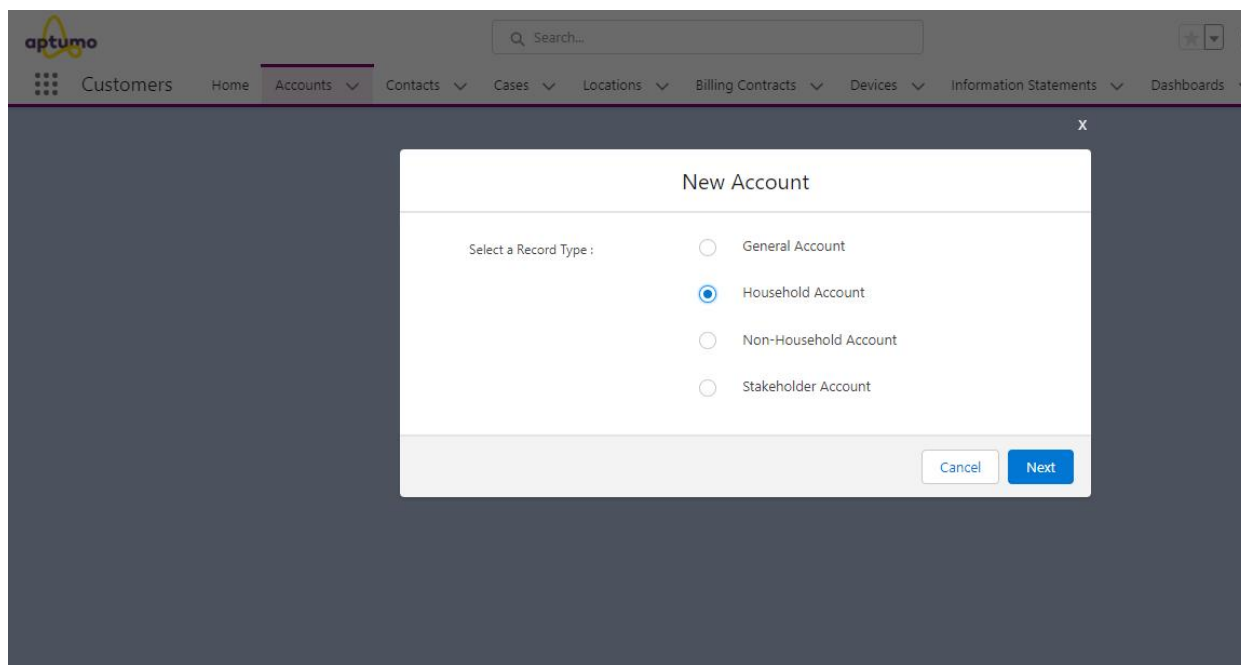 aptumo
Search...
Customers Home Accounts Contacts Cases Locations Billing Contracts Devices Information Statements Dashboards
X
New Account
Select a Record Type :
General Account
Household Account
Non-Household Account
Stakeholder Account
Cancel Next